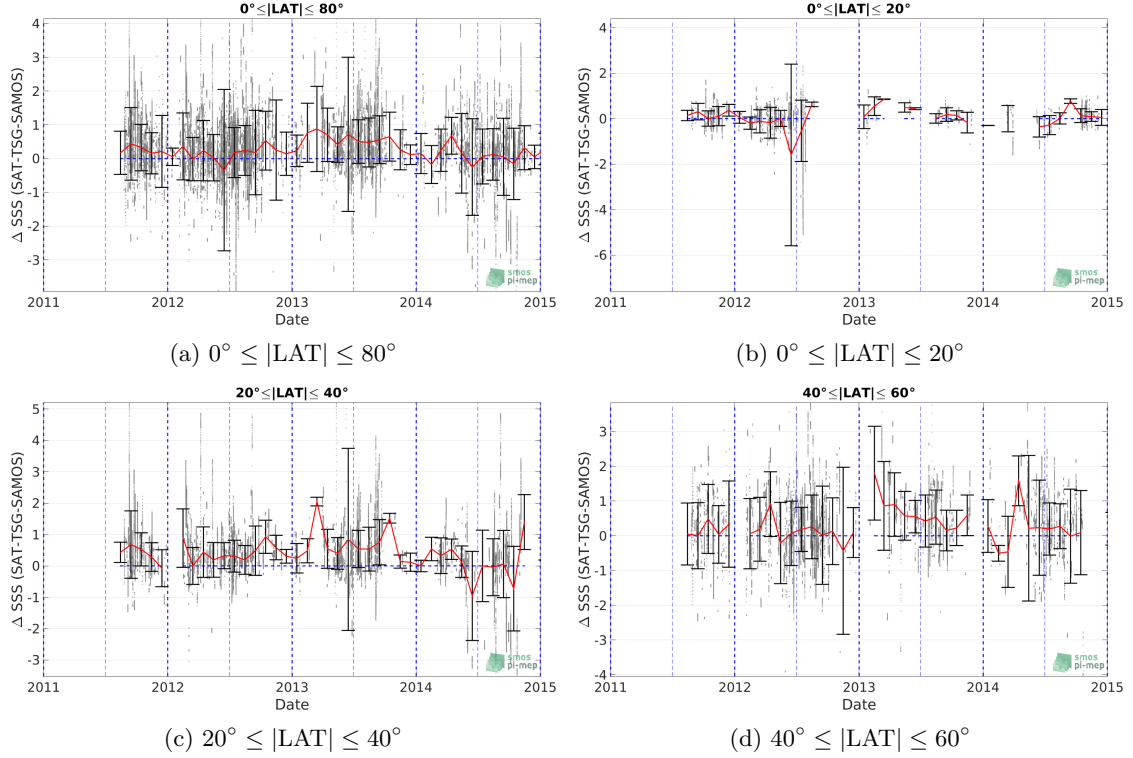 0°≤|LAT|≤ 80°
Δ SSS (SAT-TSG-SAMOS)
4
3
2
1
0
-1
-2
-3
smos
pi-mep
2011 2012 2013 2014 2015
Date
(a) 0° ≤ |LAT| ≤ 80°
0°≤|LAT|≤ 20°
Δ SSS (SAT-TSG-SAMOS)
4
2
0
-2
-4
-6
smos
pi-mep
2011 2012 2013 2014 2015
Date
(b) 0° ≤ |LAT| ≤ 20°
20°≤|LAT|≤ 40°
Δ SSS (SAT-TSG-SAMOS)
5
4
3
2
1
0
-1
-2
-3
smos
pi-mep
2011 2012 2013 2014 2015
Date
(c) 20° ≤ |LAT| ≤ 40°
40°≤|LAT|≤ 60°
Δ SSS (SAT-TSG-SAMOS)
3
2
1
0
-1
-2
-3
-4
smos
pi-mep
2011 2012 2013 2014 2015
Date
(d) 40° ≤ |LAT| ≤ 60°